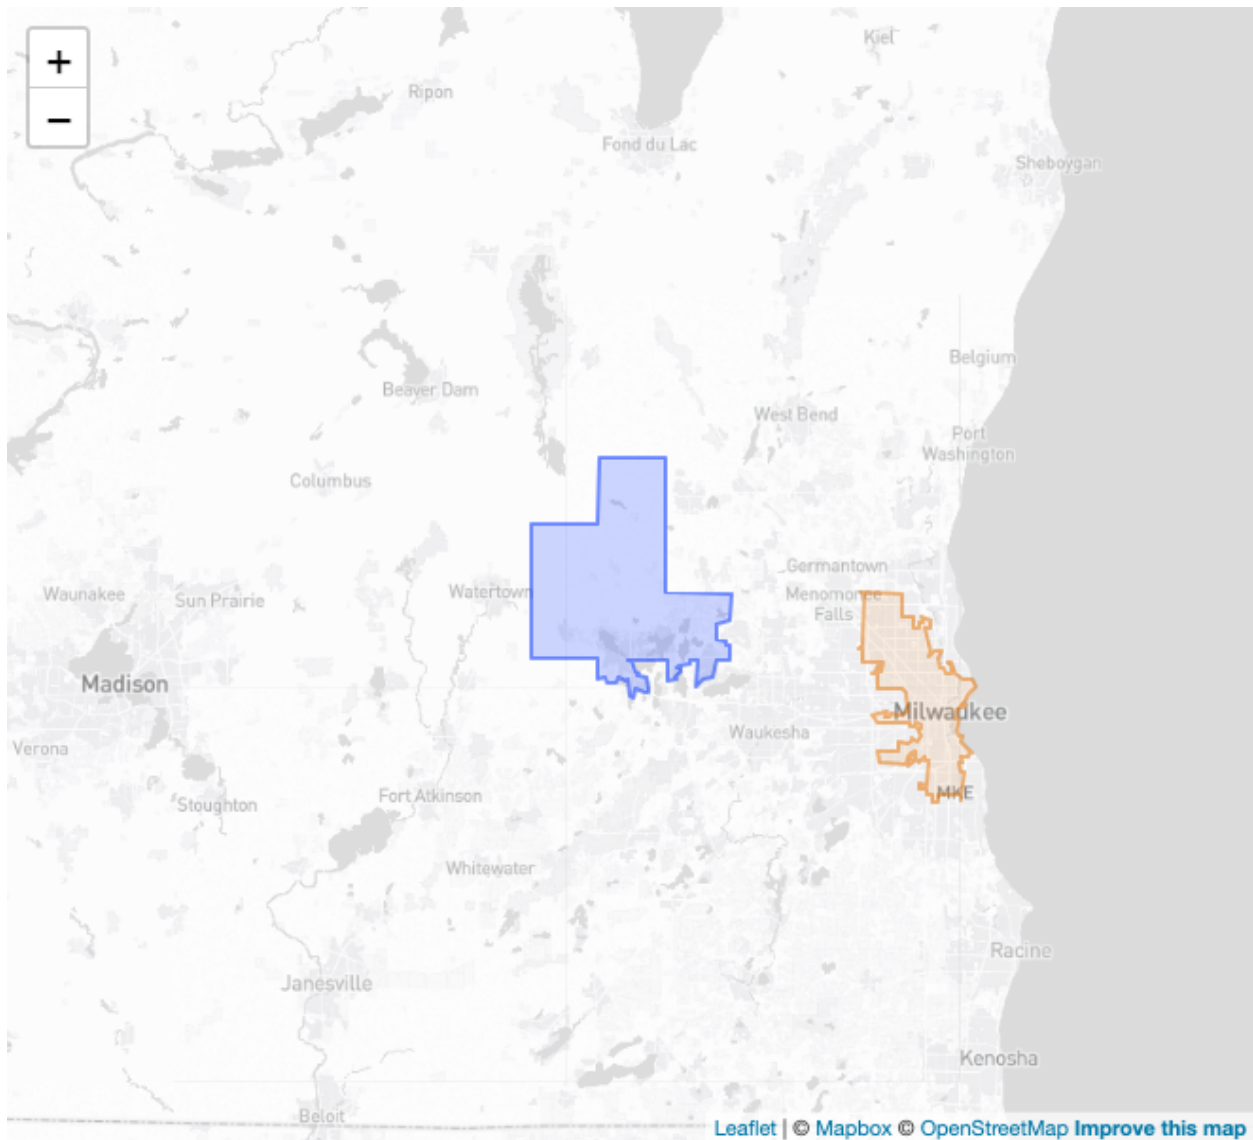 +
−
Kiel
Ripon
Fond du Lac
Sheboygan
Belgium
Beaver Dam
West Bend
Port
Washington
Columbus
Germantown
Waunakee
Sun Prairie
Watertown
Menomonee
Falls
Madison
Milwaukee
Waukesha
Verona
MKE
Stoughton
Fort Atkinson
Whitewater
Racine
Janesville
Kenosha
Beloit
Leaflet | © Mapbox © OpenStreetMap Improve this map